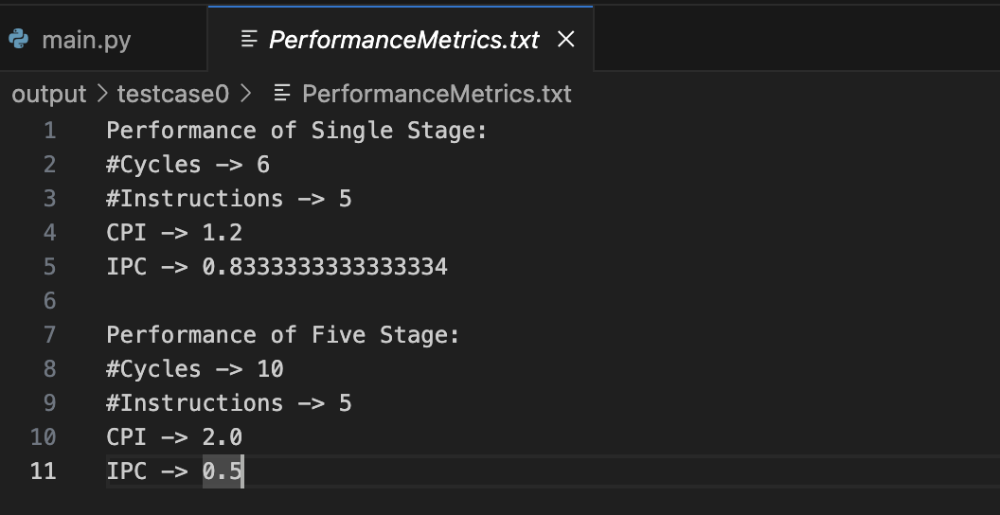 main.py PerformanceMetrics.txt
output > testcase0 > PerformanceMetrics.txt
1 Performance of Single Stage:
2 #Cycles -> 6
3 #Instructions -> 5
4 CPI -> 1.2
5 IPC -> 0.8333333333333334
6
7 Performance of Five Stage:
8 #Cycles -> 10
9 #Instructions -> 5
10 CPI -> 2.0
11 IPC -> 0.5